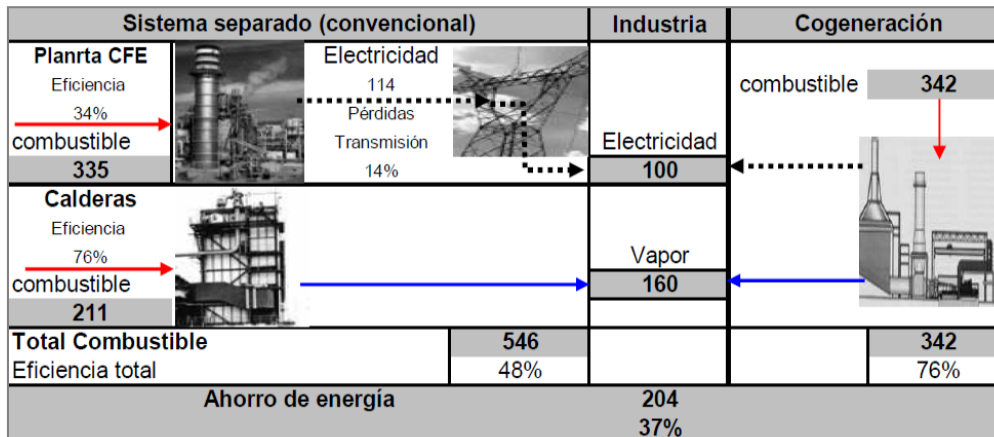 Sistema separado (convencional) Industria Cogeneración
Planrta CFE
Eficiencia
34%
combustible
335
Electricidad
114
Pérdidas
Transmisión
14%
Electricidad
100
combustible 342
Calderas
Eficiencia
76%
combustible
211
Vapor
160
Total Combustible 546 342
Eficiencia total 48% 76%
Ahorro de energía 204
37%